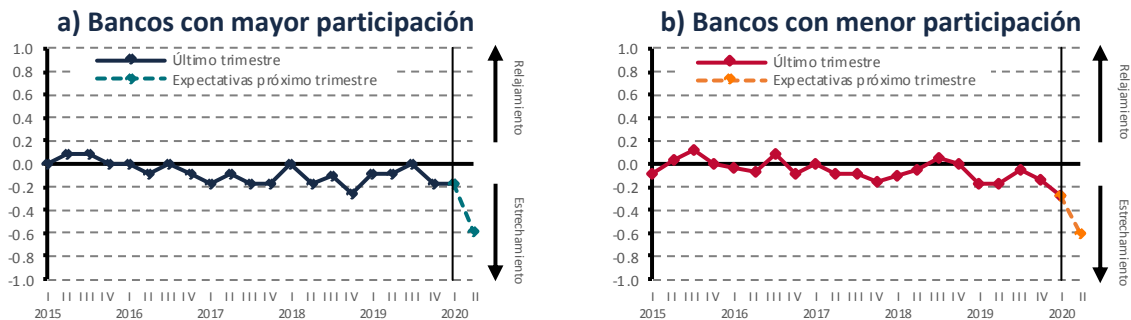 a) Bancos con mayor participación
1.0
0.8
0.6
0.4
0.2
0.0
-0.2
-0.4
-0.6
-0.8
-1.0
Último trimestre
Expectativas próximo trimestre
Relajamiento
Estrechamiento
I II III IV I II III IV I II III IV I II III IV I II III IV I II
2015 2016 2017 2018 2019 2020
b) Bancos con menor participación
1.0
0.8
0.6
0.4
0.2
0.0
-0.2
-0.4
-0.6
-0.8
-1.0
Último trimestre
Expectativas próximo trimestre
Relajamiento
Estrechamiento
I II III IV I II III IV I II III IV I II III IV I II III IV I II
2015 2016 2017 2018 2019 2020